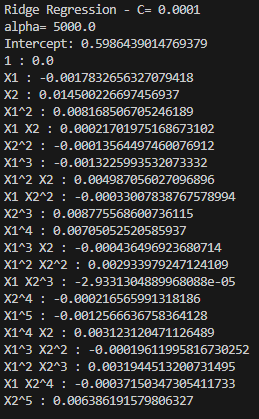 Ridge Regression - C= 0.0001
alpha= 5000.0
Intercept: 0.5986439014769379
1 : 0.0
X1 : -0.0017832656327079418
X2 : 0.014500226697456937
X1^2 : 0.008168506705246189
X1 X2 : 0.00021701975168673102
X2^2 : -0.00013564497460076912
X1^3 : -0.0013225993532073332
X1^2 X2 : 0.004987056027096896
X1 X2^2 : -0.00033007838767578994
X2^3 : 0.008775568600736115
X1^4 : 0.00705052520585937
X1^3 X2 : -0.000436496923680714
X1^2 X2^2 : 0.002933979247124109
X1 X2^3 : -2.9331304889968088e-05
X2^4 : -0.000216565991318186
X1^5 : -0.0012566636758364128
X1^4 X2 : 0.003123120471126489
X1^3 X2^2 : -0.00019611995816730252
X1^2 X2^3 : 0.0031944513200731495
X1 X2^4 : -0.00037150347305411733
X2^5 : 0.006386191579806327